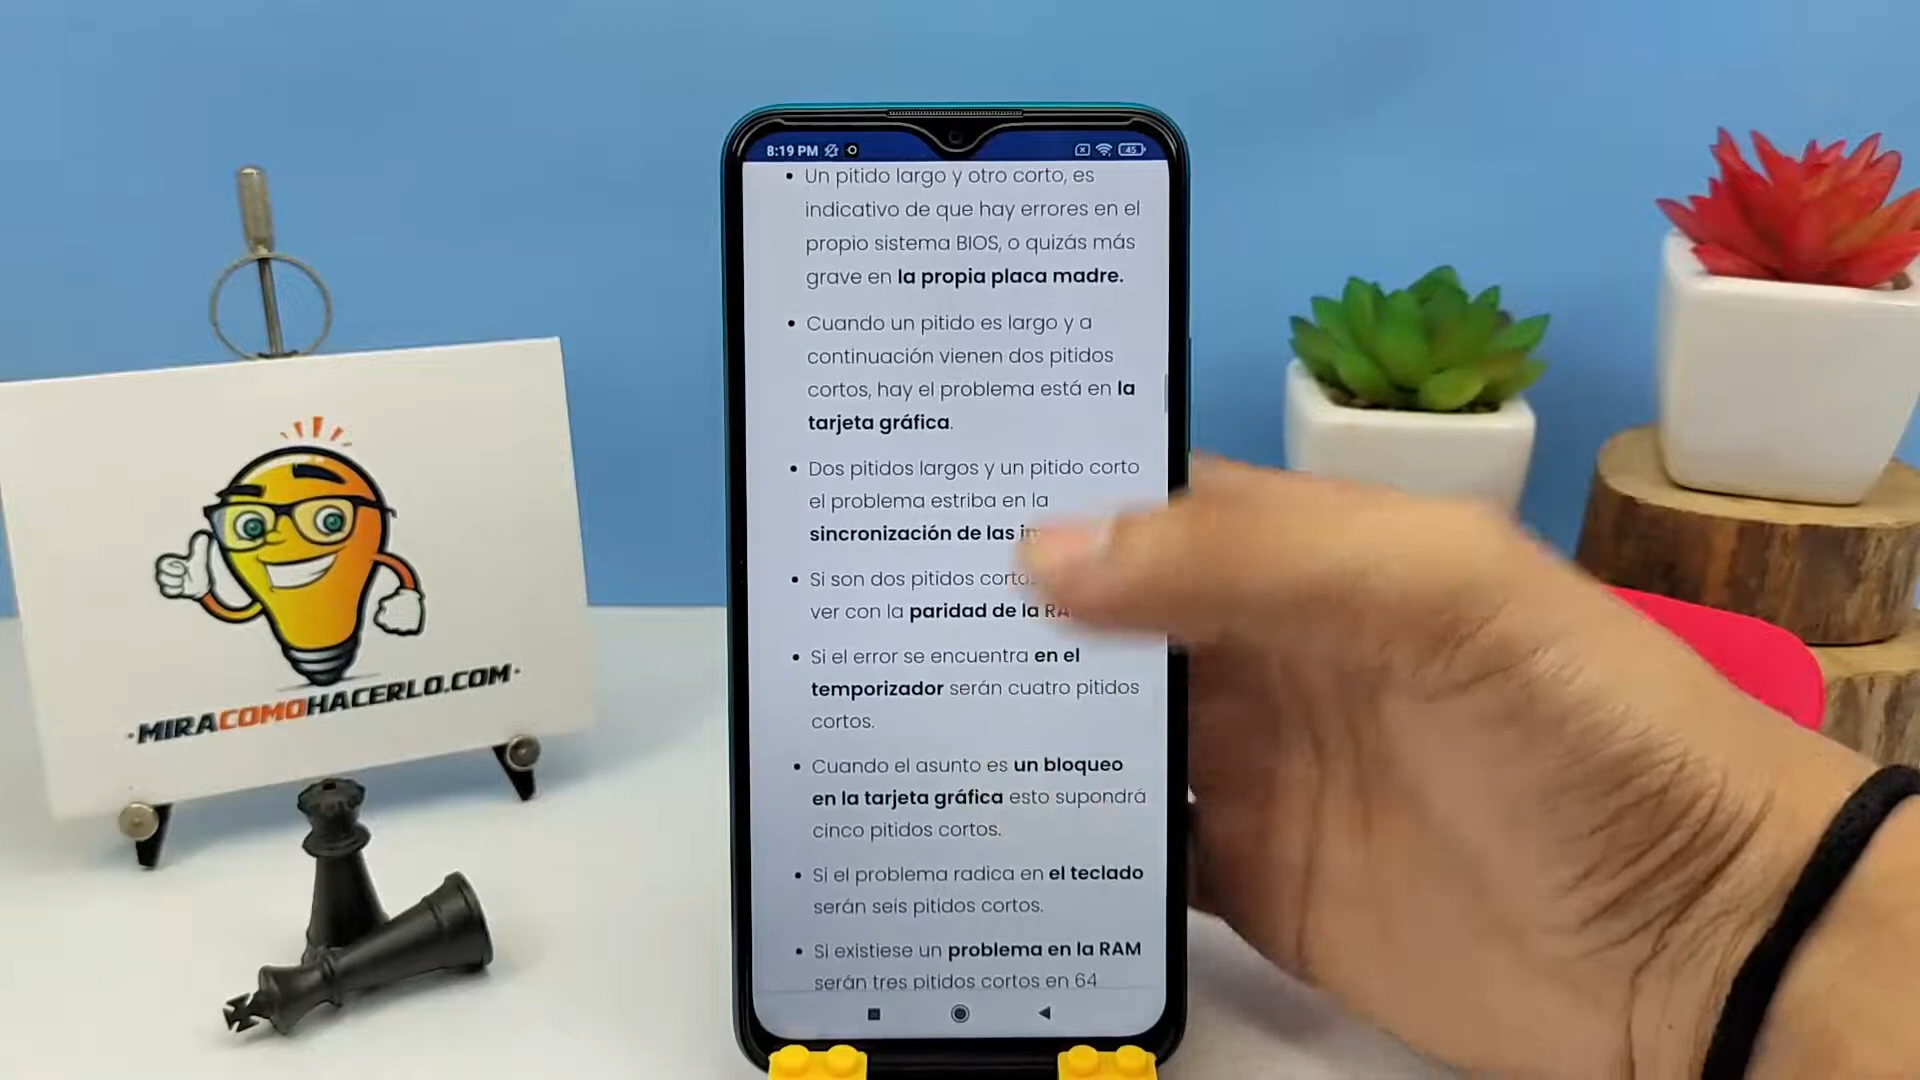 8:19 PM
45
Un pitido largo y otro corto, es
indicativo de que hay errores en el
propio sistema BIOS, o quizás más
grave en la propia placa madre.
Cuando un pitido es largo y a
continuación vienen dos pitidos
cortos, hay el problema está en la
tarjeta gráfica.
Dos pitidos largos y un pitido corto
el problema estriba en la
sincronización de las
Si son dos pitidos
ver con la paridad de la
Si el error se encuentra en el
temporizador serán cuatro pitidos
cortos.
Cuando el asunto es un bloqueo
en la tarjeta gráfica esto supondrá
cinco pitidos cortos.
Si el problema radica en el teclado
serán seis pitidos cortos.
Si existiese un problema en la RAM
serán tres pitidos cortos en 64
·MIRACOMOHACERLO.COM·